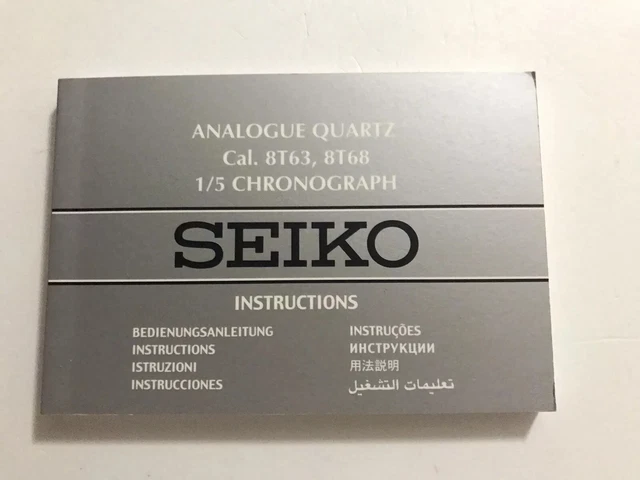 ANALOGUE QUARTZ
Cal. 8T63, 8T68
1/5 CHRONOGRAPH
SEIKO
INSTRUCTIONS
BEDIENUNGSANLEITUNG
INSTRUCTIONS
ISTRUZIONI
INSTRUCCIONES
INSTRUÇÕES
ИНСТРУКЦИИ
用法説明
تعليمات التشغيل